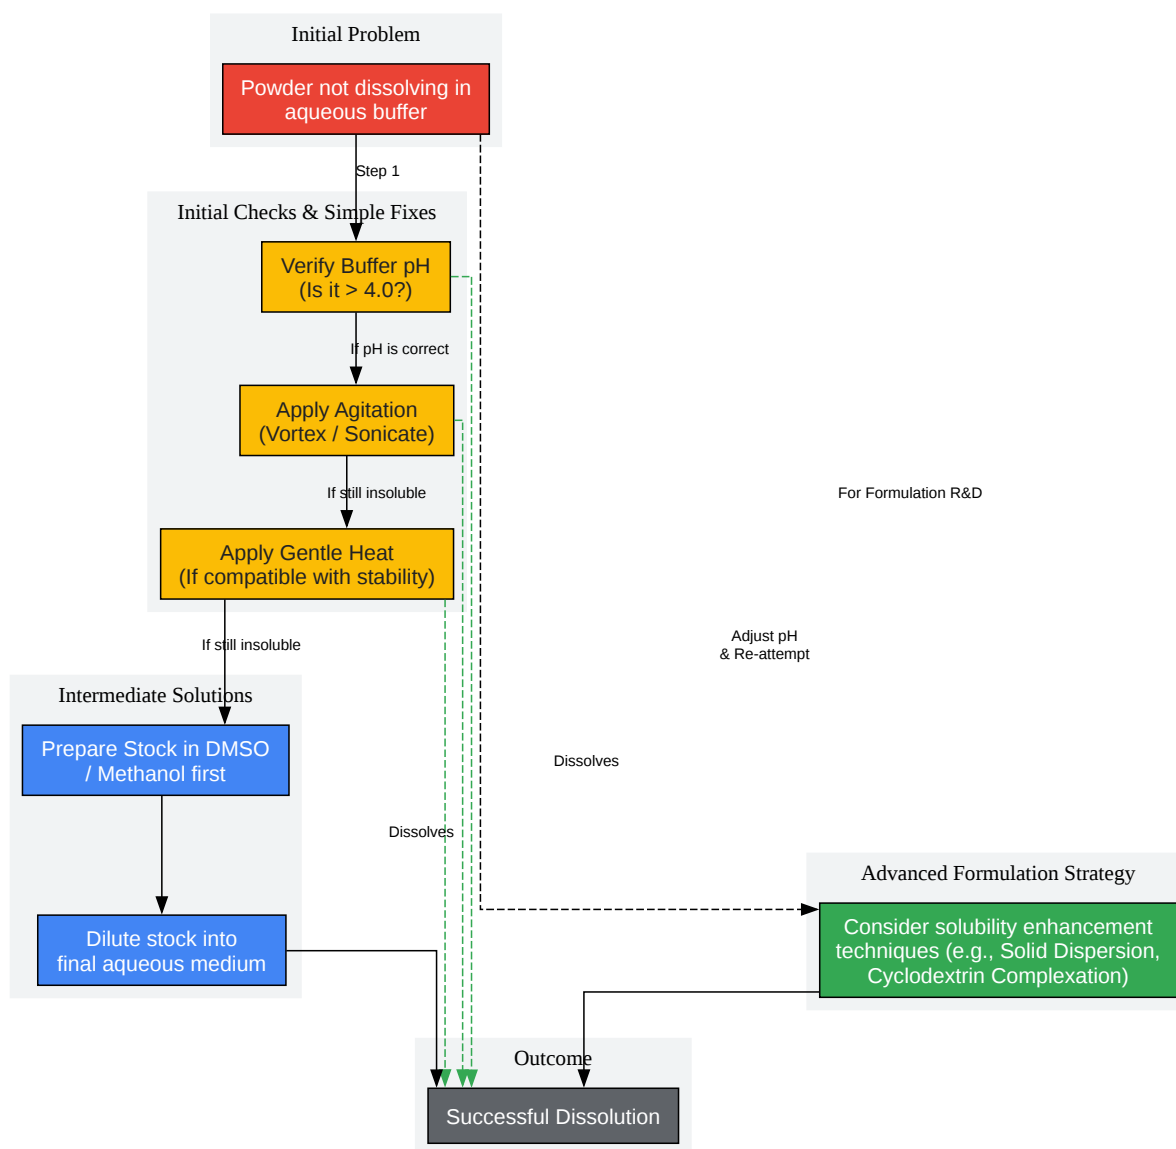 Initial Problem
Powder not dissolving in
aqueous buffer
Step 1
Initial Checks & Simple Fixes
Verify Buffer pH
(Is it > 4.0?)
If pH is correct
Apply Agitation
(Vortex / Sonicate)
If still insoluble
For Formulation R&D
Apply Gentle Heat
(If compatible with stability)
If still insoluble
Adjust pH
& Re-attempt
Intermediate Solutions
Prepare Stock in DMSO
/ Methanol first
Dissolves
Dissolves
Advanced Formulation Strategy
Consider solubility enhancement
techniques (e.g., Solid Dispersion,
Cyclodextrin Complexation)
Dilute stock into
final aqueous medium
Outcome
Successful Dissolution